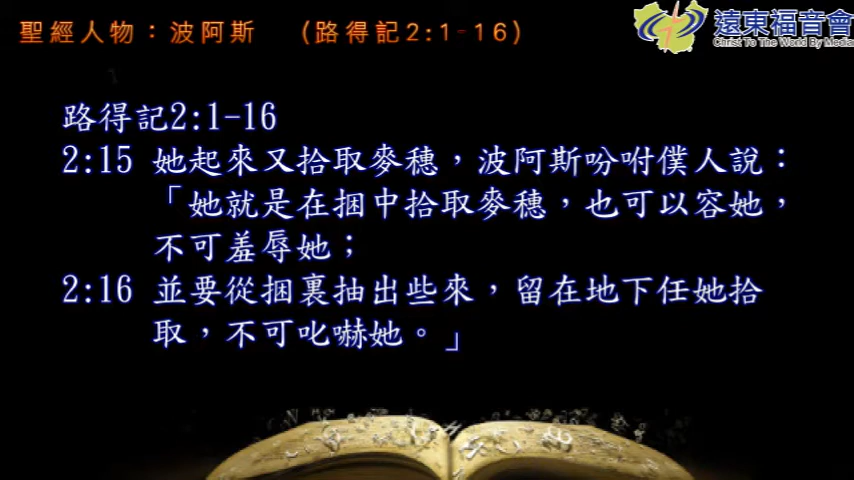 聖經人物：波阿斯 (路得記2:1-16)
遠東福音會
Christ To The World By Media
路得記2:1-16
2:15 她起來又拾取麥穗，波阿斯吩咐僕人說：
「她就是在捆中拾取麥穗，也可以容她，
不可羞辱她；
2:16 並要從捆裏抽出些來，留在地下任她拾
取，不可叱嚇她。」